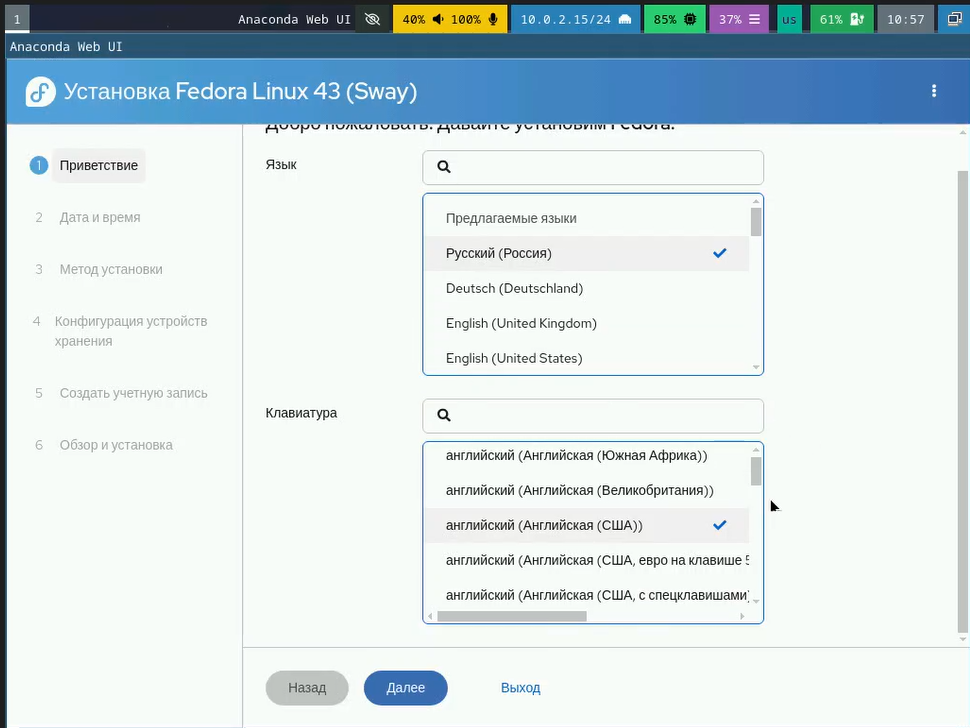 1
Anaconda Web UI
40% 100%
10.0.2.15/24
85%
37%
us
61%
10:57
Anaconda Web UI
Установка Fedora Linux 43 (Sway)
1 Приветствие
2 Дата и время
3 Метод установки
4 Конфигурация устройств
хранения
5 Создать учетную запись
6 Обзор и установка
Добро пожаловать. Давайте установим Fedora.
Язык
Предлагаемые языки
Русский (Россия)
Deutsch (Deutschland)
English (United Kingdom)
English (United States)
Клавиатура
английский (Английская (Южная Африка))
английский (Английская (Великобритания))
английский (Английская (США))
английский (Английская (США, евро на клавише 5
английский (Английская (США, с спецклавишами)
Назад
Далее
Выход